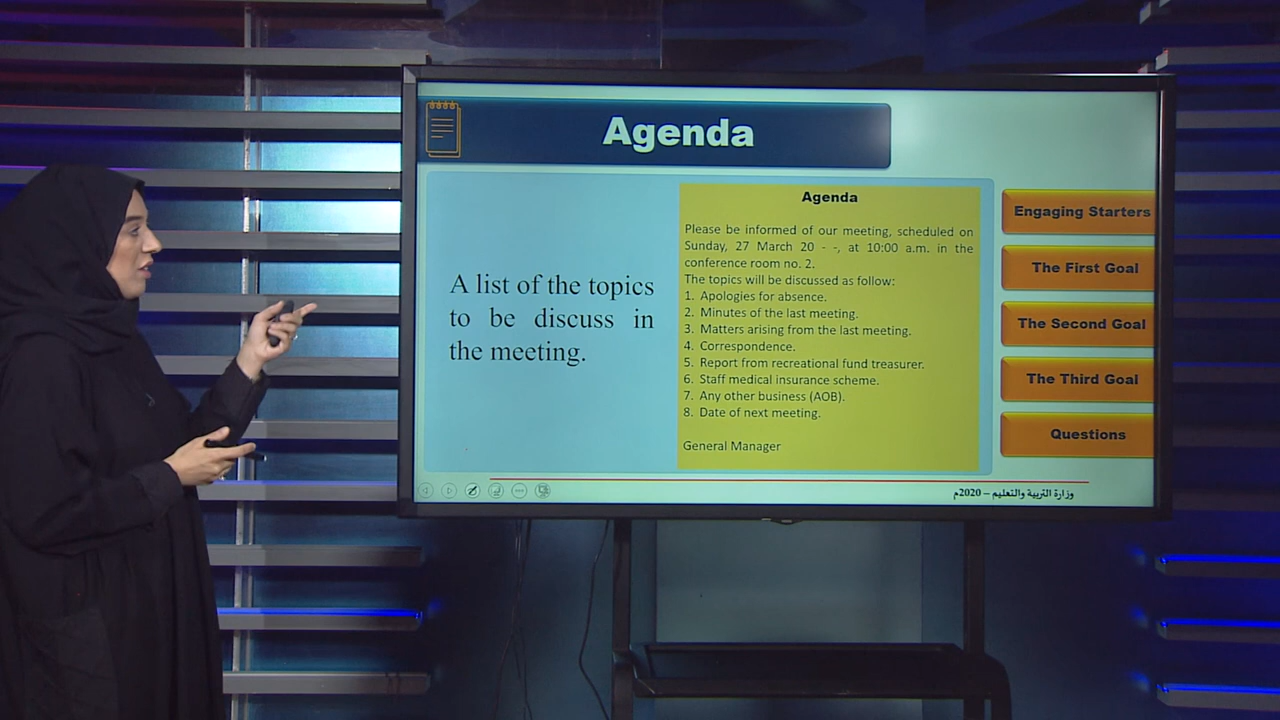 Agenda
A list of the topics
to be discuss in
the meeting.
Agenda
Please be informed of our meeting, scheduled on
Sunday, 27 March 20 - -, at 10:00 a.m. in the
conference room no. 2.
The topics will be discussed as follow:
1. Apologies for absence.
2. Minutes of the last meeting.
3. Matters arising from the last meeting.
4. Correspondence.
5. Report from recreational fund treasurer.
6. Staff medical insurance scheme.
7. Any other business (AOB).
8. Date of next meeting.
General Manager
Engaging Starters
The First Goal
The Second Goal
The Third Goal
Questions
وزارة التربية والتعليم – 2020م